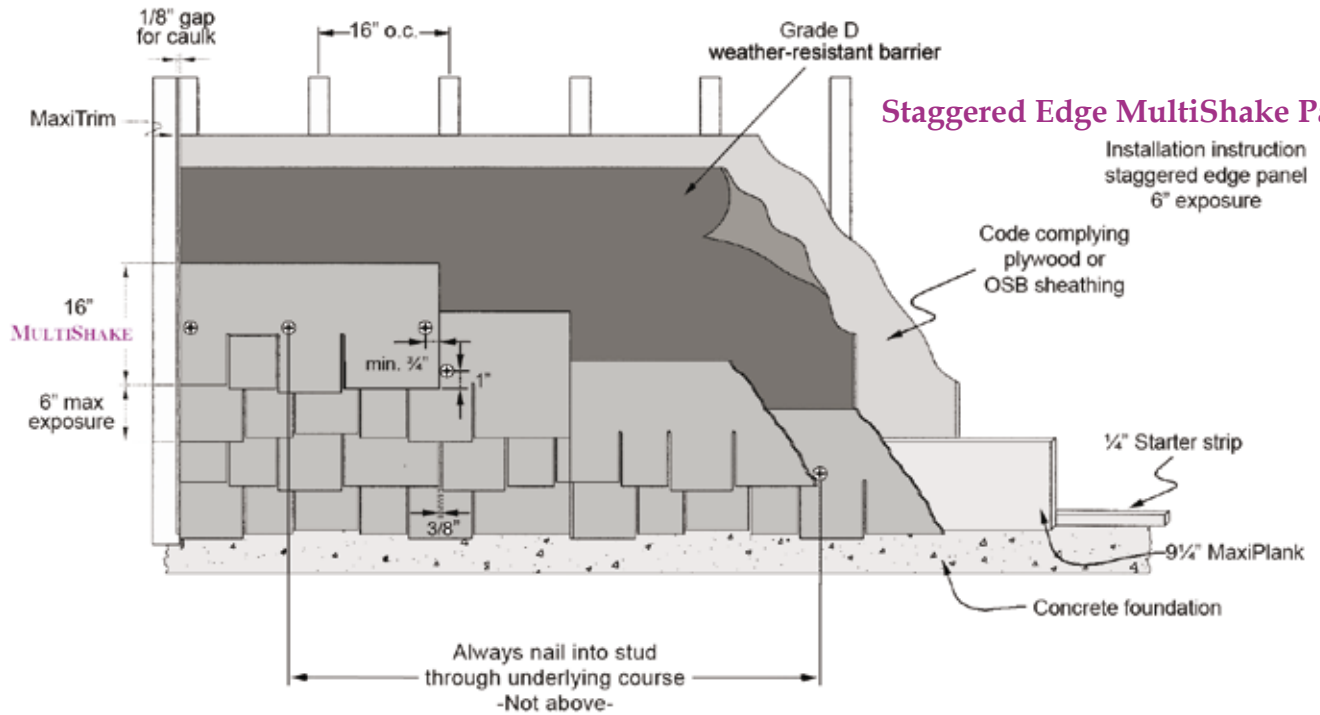 1/8" gap
for caulk
16" o.c.
Grade D
weather-resistant barrier
MaxiTrim
Staggered Edge MultiShake
Installation instruction
staggered edge panel
6" exposure
Code complying
plywood or
OSB sheathing
16"
MULTISHAKE
min. ¾"
1"
6" max
exposure
¼" Starter strip
3/8"
9¼" MaxiPlank
Concrete foundation
Always nail into stud
through underlying course
-Not above-